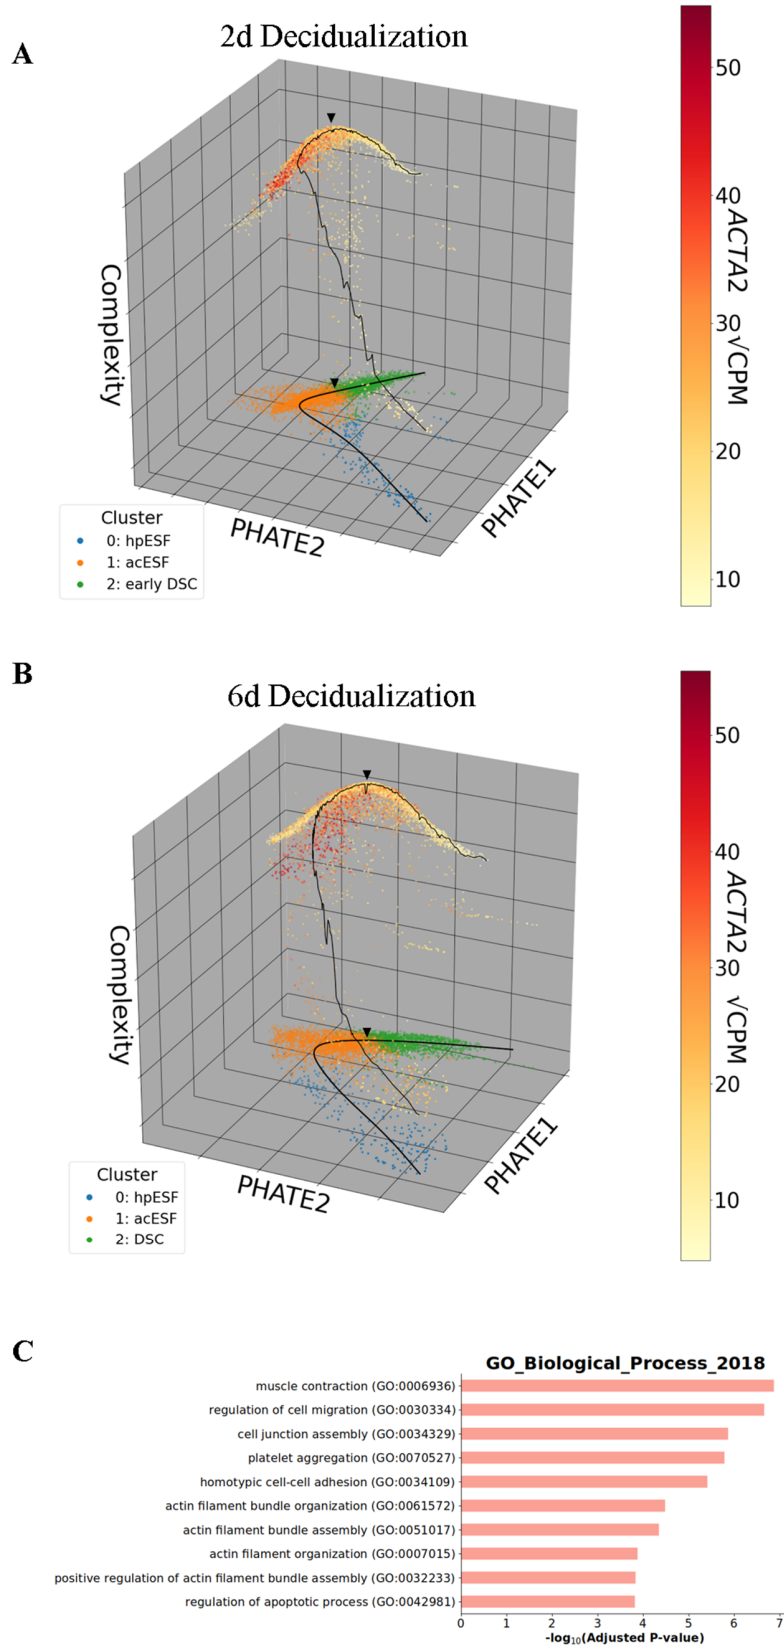 A
2d Decidualization
Complexity
PHATE2
PHATE1
Cluster
0: hpESF
1: acESF
2: early DSC
50
40
30
20
10
ACTA2 √CPM
B
6d Decidualization
Complexity
PHATE2
PHATE1
Cluster
0: hpESF
1: acESF
2: DSC
50
40
30
20
10
ACTA2 √CPM
C
GO_Biological_Process_2018
muscle contraction (GO:0006936)
regulation of cell migration (GO:0030334)
cell junction assembly (GO:0034329)
platelet aggregation (GO:0070527)
homotypic cell-cell adhesion (GO:0034109)
actin filament bundle organization (GO:0061572)
actin filament bundle assembly (GO:0051017)
actin filament organization (GO:0007015)
positive regulation of actin filament bundle assembly (GO:0032233)
regulation of apoptotic process (GO:0042981)
0 1 2 3 4 5 6 7
-log10(Adjusted P-value)